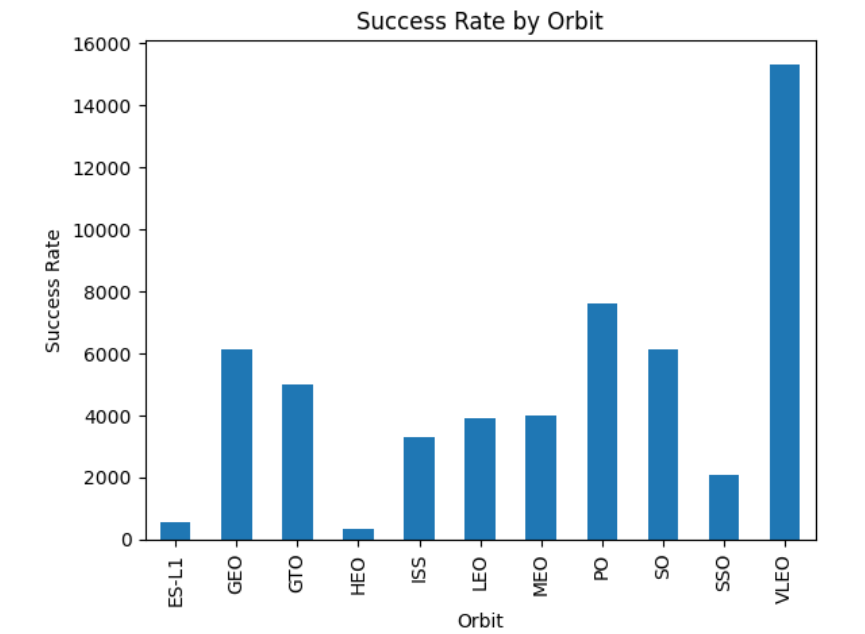 Success Rate by Orbit
16000
14000
12000
10000
8000
6000
4000
2000
0
Success Rate
ES-L1 GEO GTO HEO ISS LEO MEO PO SO SSO VLEO
Orbit